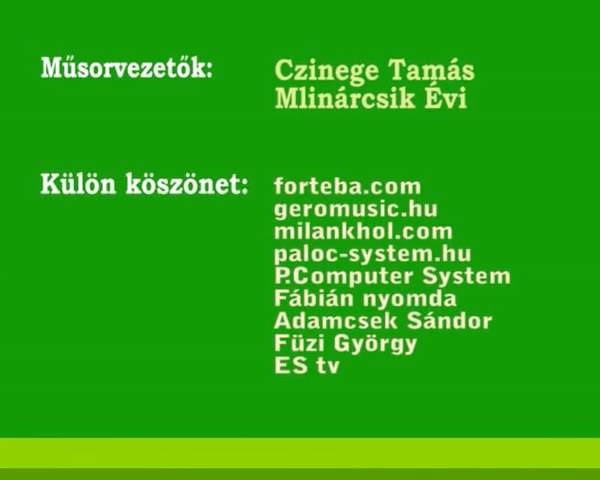 Műsorvezetők: Czinege Tamás
Mlinárcsik Évi
Külön köszönet: forteba.com
geromusic.hu
milankhol.com
paloc-system.hu
P.Computer System
Fábián nyomda
Adamcsek Sándor
Füzi György
ES tv